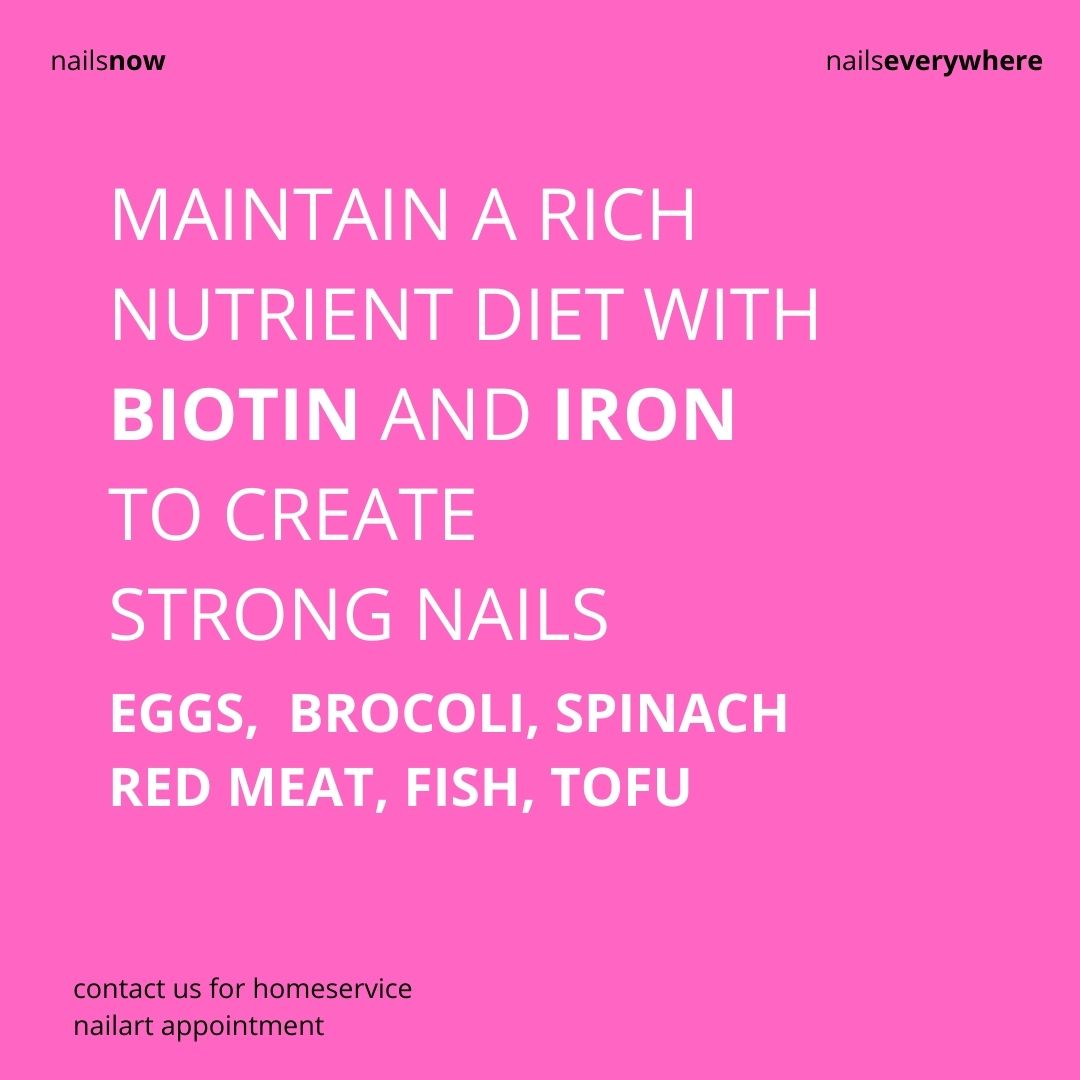 nailsnow
nailseverywhere
MAINTAIN A RICH
NUTRIENT DIET WITH
BIOTIN AND IRON
TO CREATE
STRONG NAILS
EGGS,  BROCOLI, SPINACH
RED MEAT, FISH, TOFU
contact us for homeservice
nailart appointment